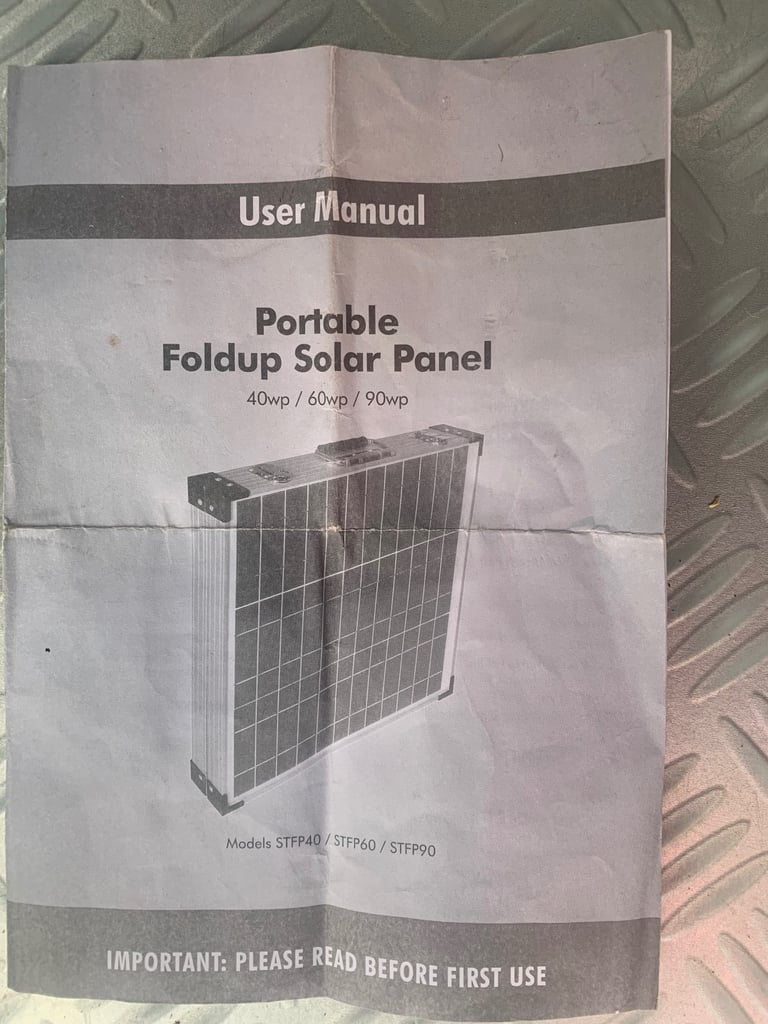 User Manual
Portable
Foldup Solar Panel
40wp / 60wp / 90wp
Models STFP40 / STFP60 / STFP90
IMPORTANT: PLEASE READ BEFORE FIRST USE